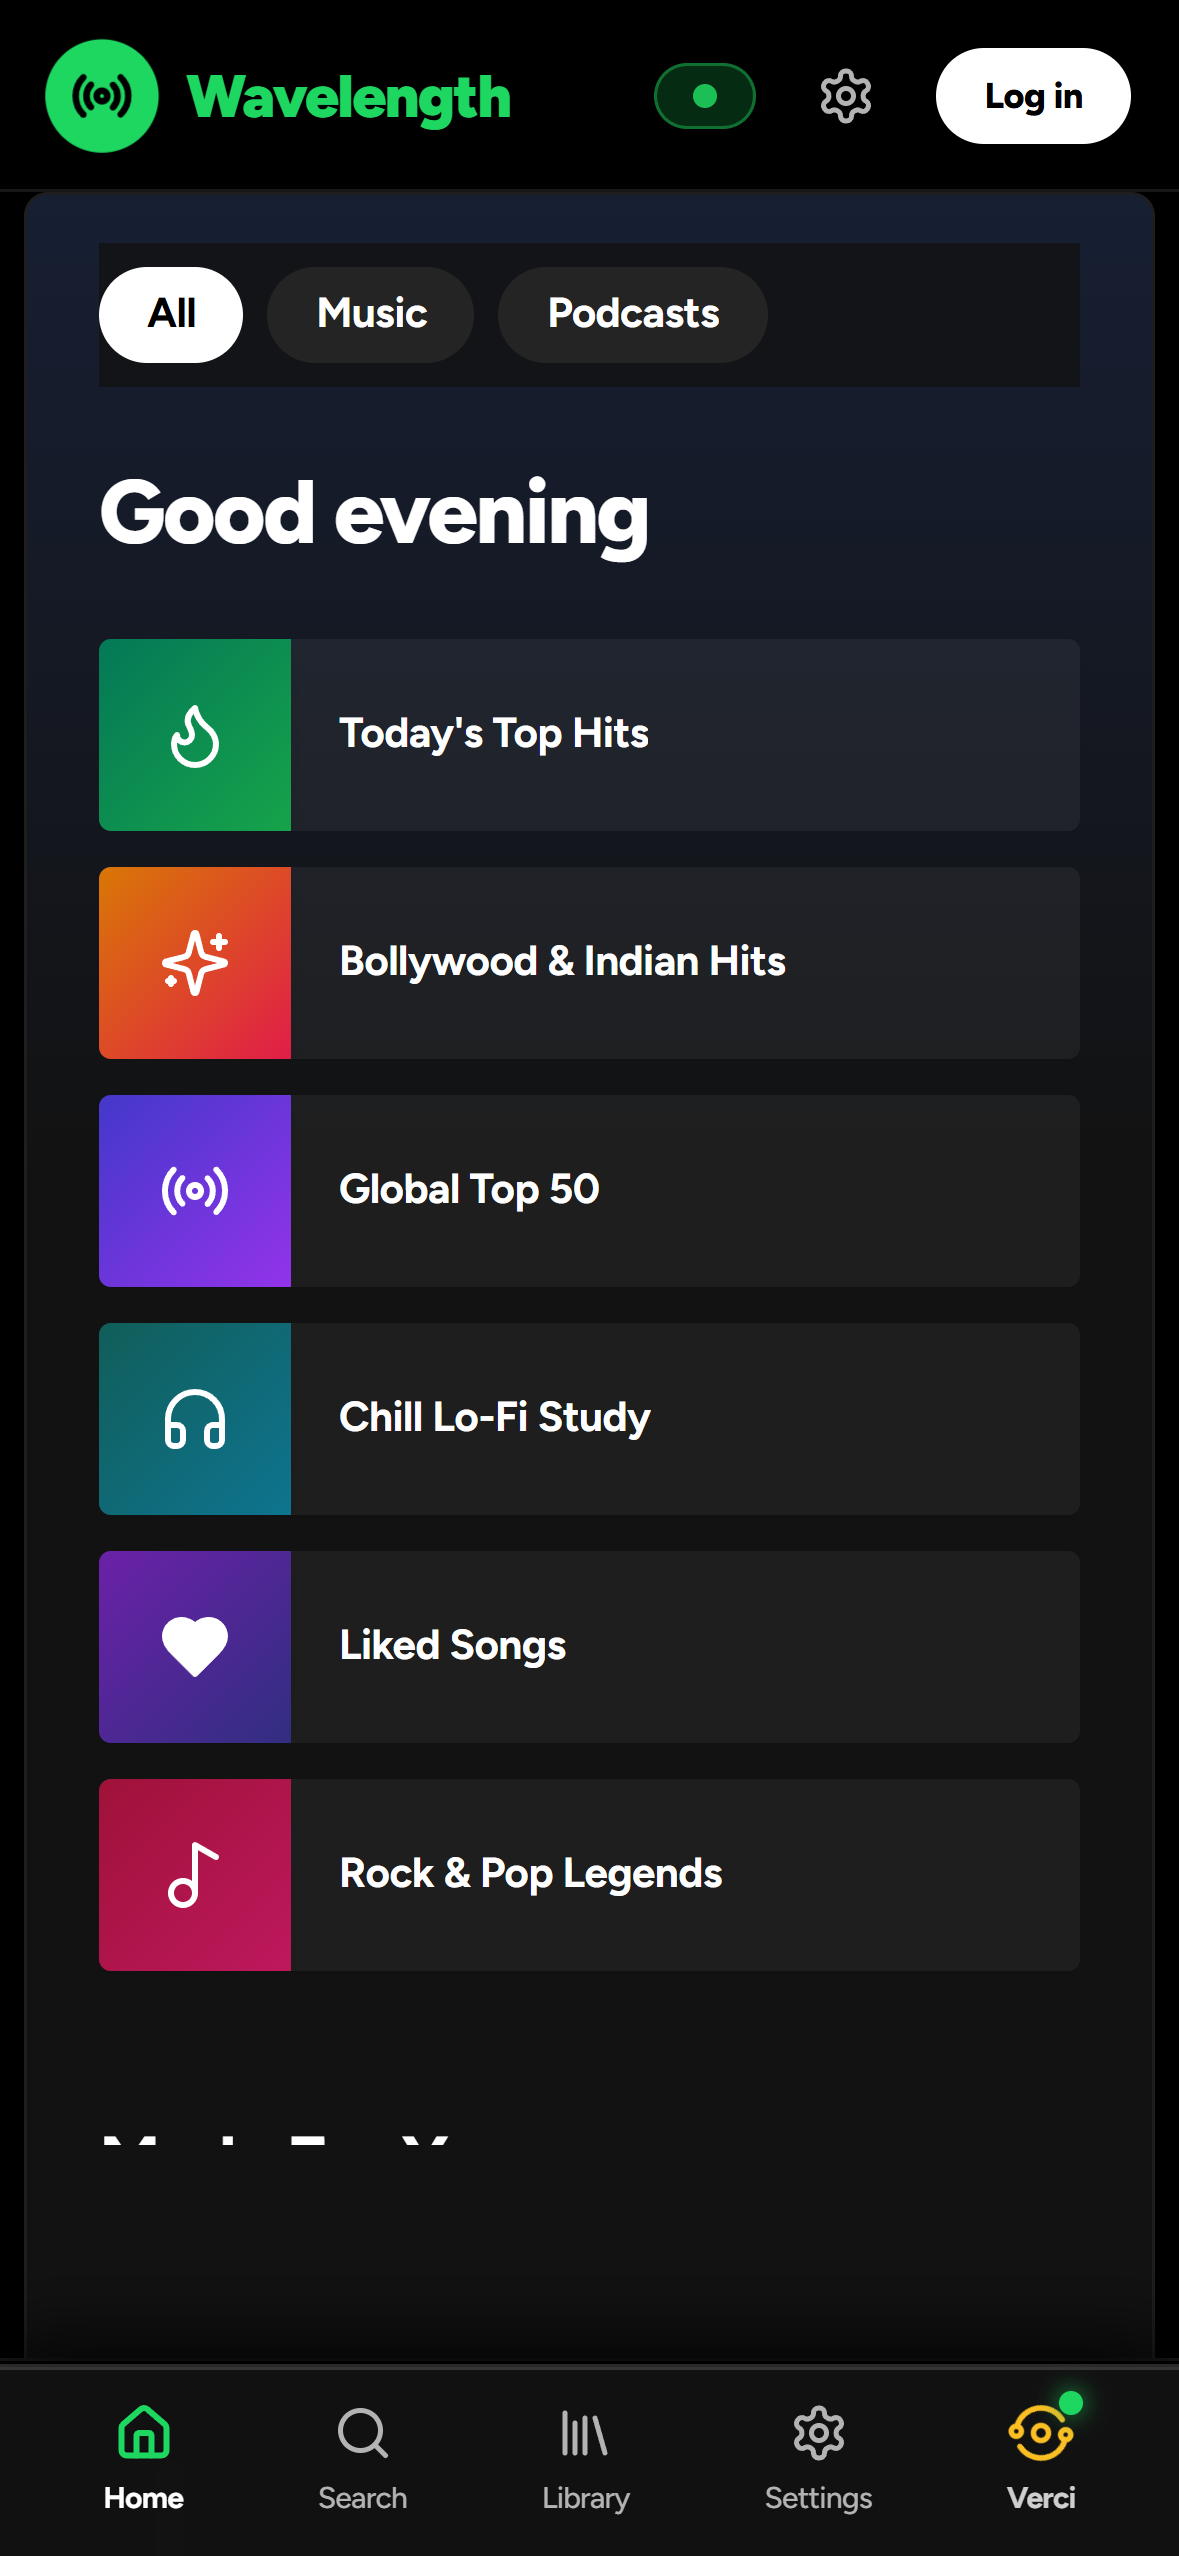 Wavelength
Log in
All Music Podcasts
Good evening
Today's Top Hits
Bollywood & Indian Hits
Global Top 50
Chill Lo-Fi Study
Liked Songs
Rock & Pop Legends
Home Search Library Settings Verci